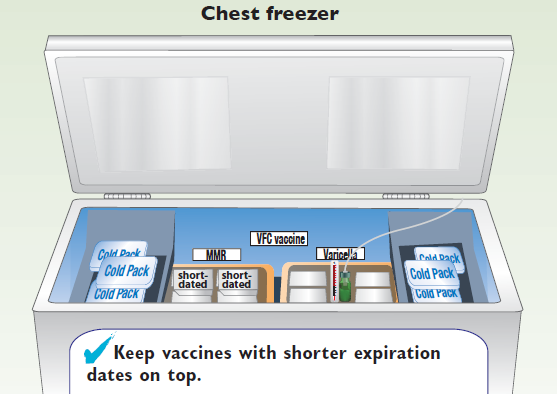 Chest freezer
VFC vaccine
MMR
Varicella
Cold Pack
Cold Pack
Cold Pack
short-
dated
short-
dated
Cold Pack
Cold Pack
Cold Pack
Keep vaccines with shorter expiration
dates on top.